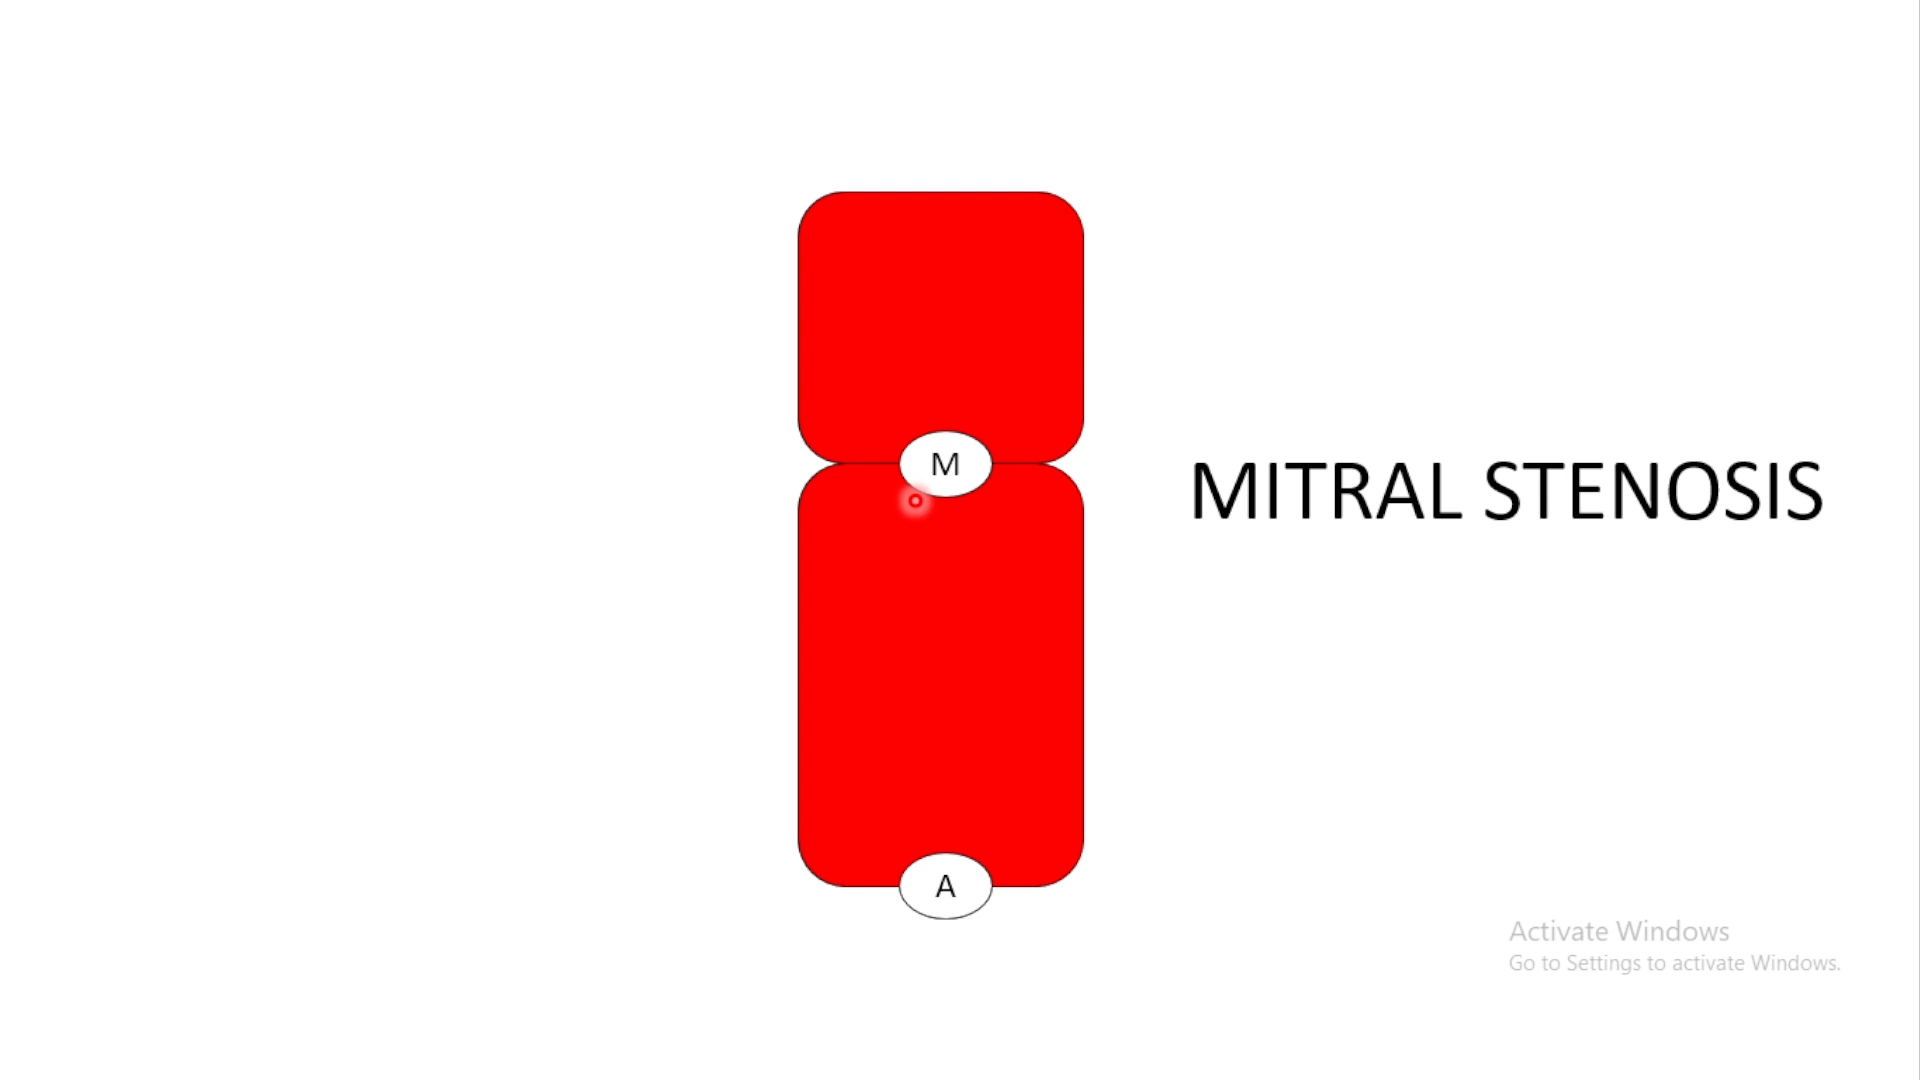 M
MITRAL STENOSIS
A
Activate Windows
Go to Settings to activate Windows.